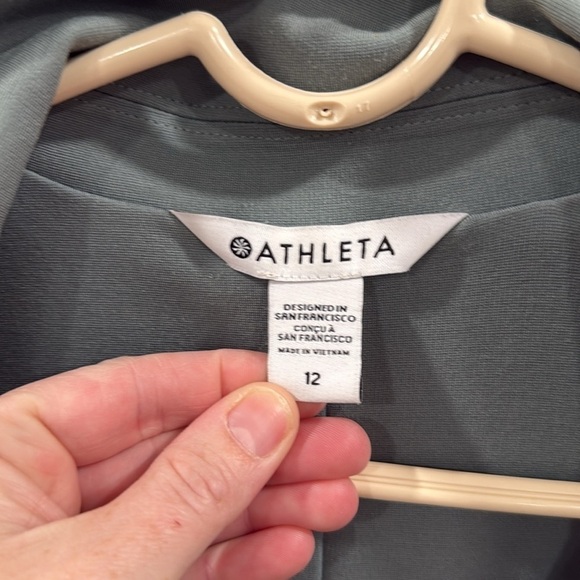 ATHLETA
DESIGNED IN
SAN FRANCISCO
CONÇU À
SAN FRANCISCO
MADE IN VIETNAM
12